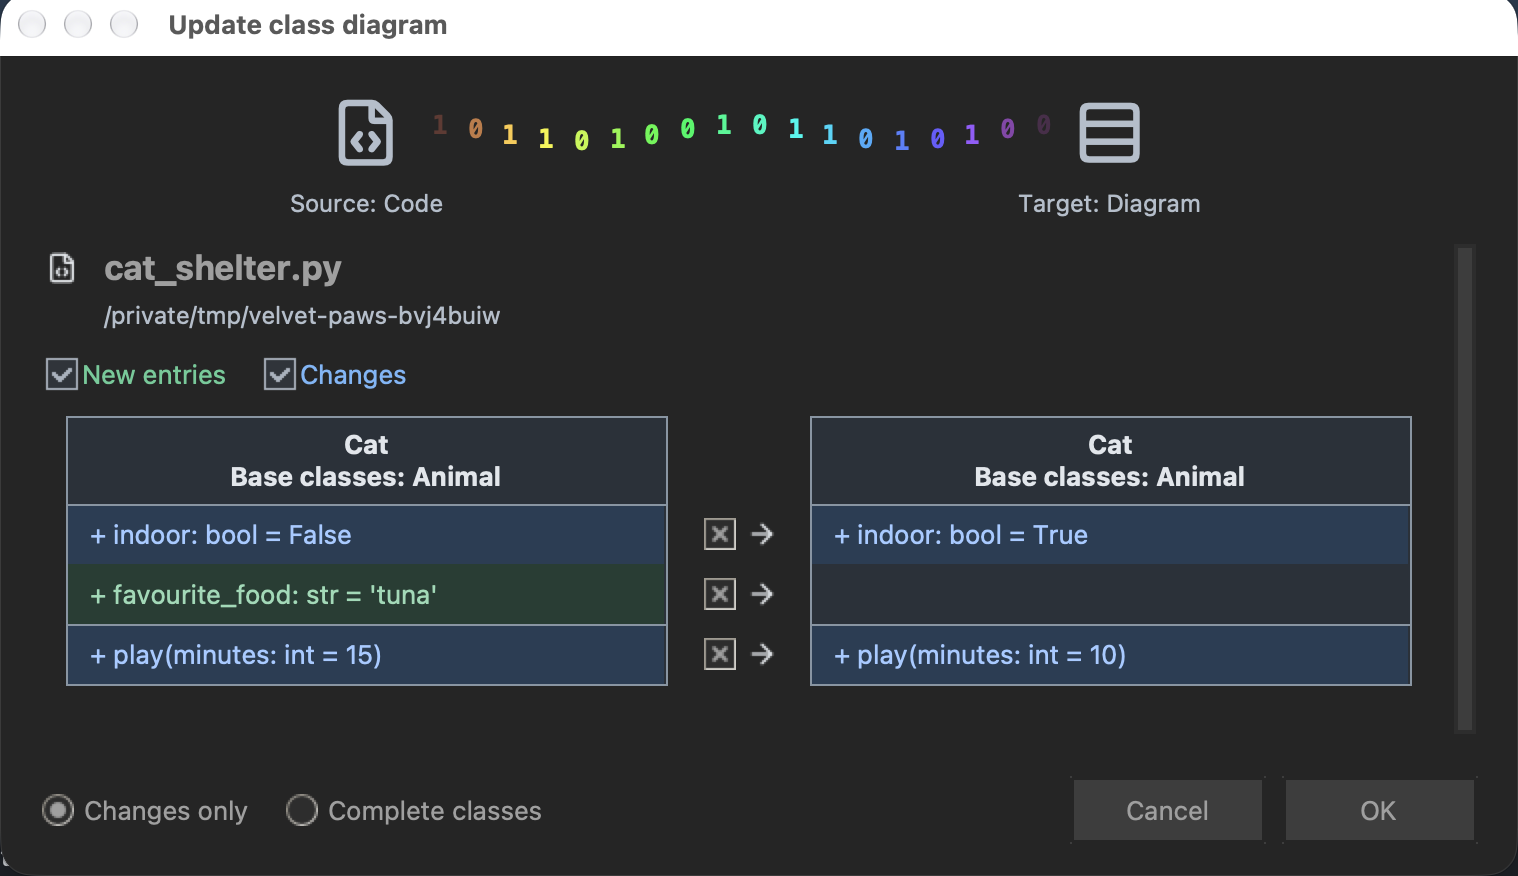 Update class diagram
1 0 1 1 0 1 0 0 1 0 1 1 0 1 0 1 0 0
Source: Code
Target: Diagram
cat_shelter.py
/private/tmp/velvet-paws-bvj4buiw
New entries
Changes
Cat
Base classes: Animal
Cat
Base classes: Animal
+ indoor: bool = False
+ indoor: bool = True
+ favourite_food: str = 'tuna'
+ play(minutes: int = 15)
+ play(minutes: int = 10)
Changes only
Complete classes
Cancel
OK